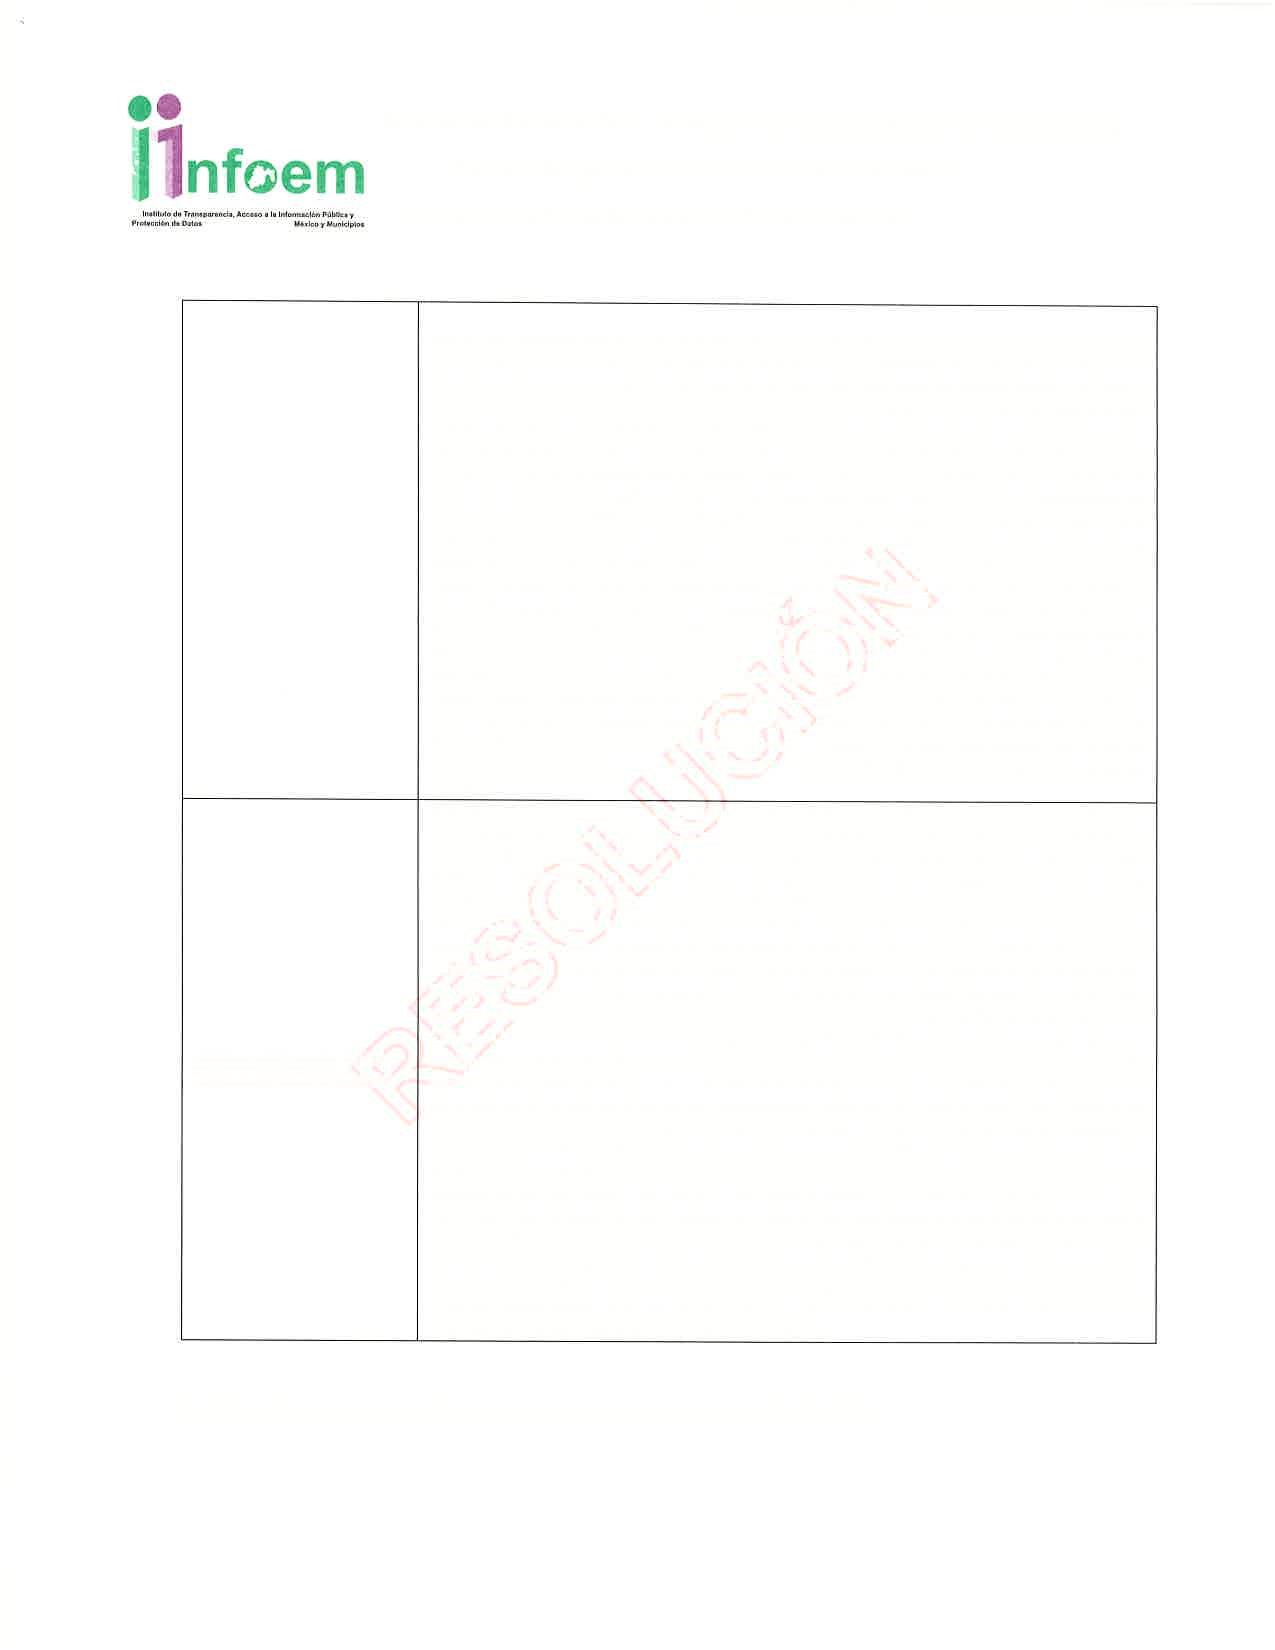 infoem
Instituto de Transparencia, Acceso a la Información Pública y
Protección de Datos México y Municipios
RESOLUCIÓN